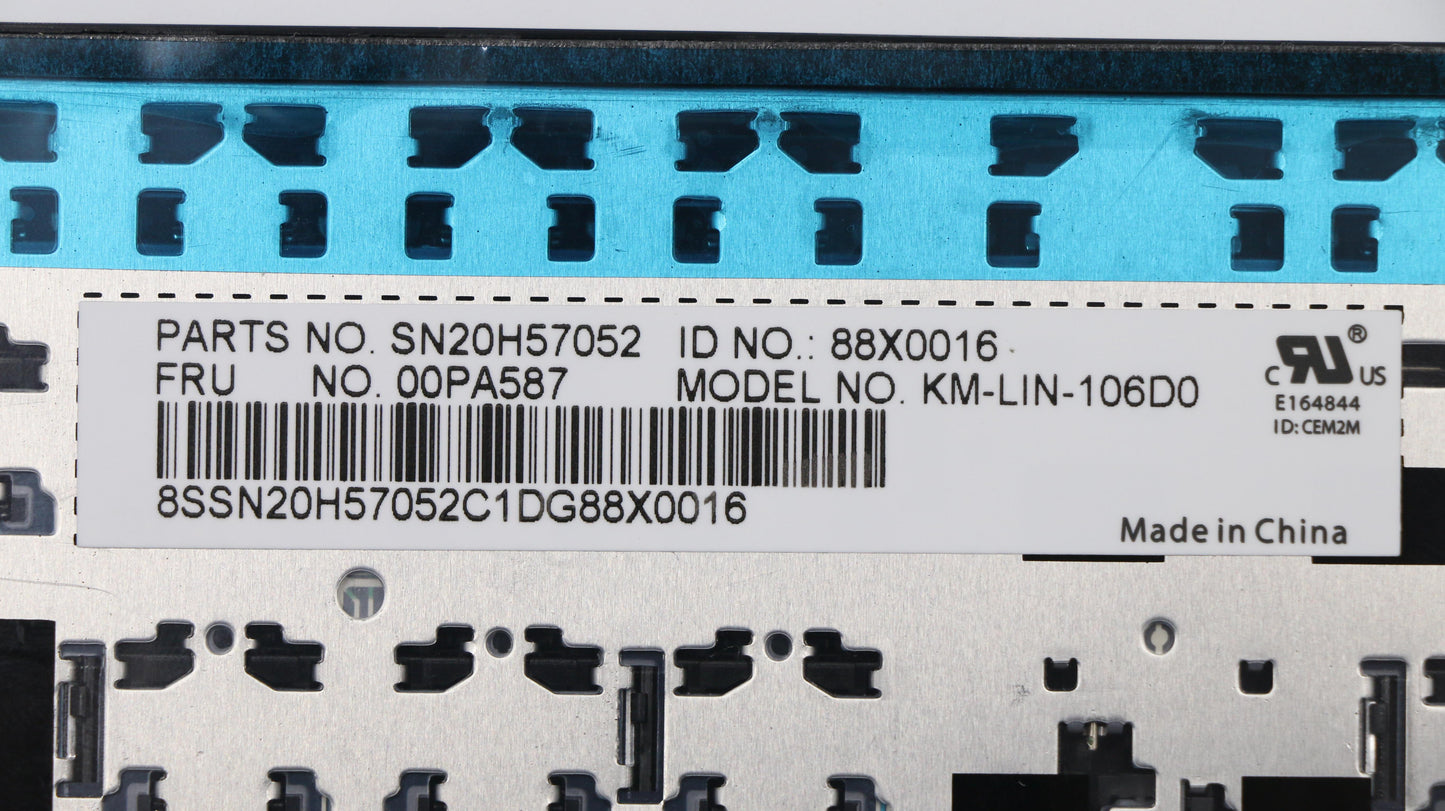 PARTS NO. SN20H57052 ID NO.: 88X0016
FRU NO. 00PA587 MODEL NO. KM-LIN-106D0
8SSN20H57052C1DG88X0016
c RU ® US
E164844
ID: CEM2M
Made in China